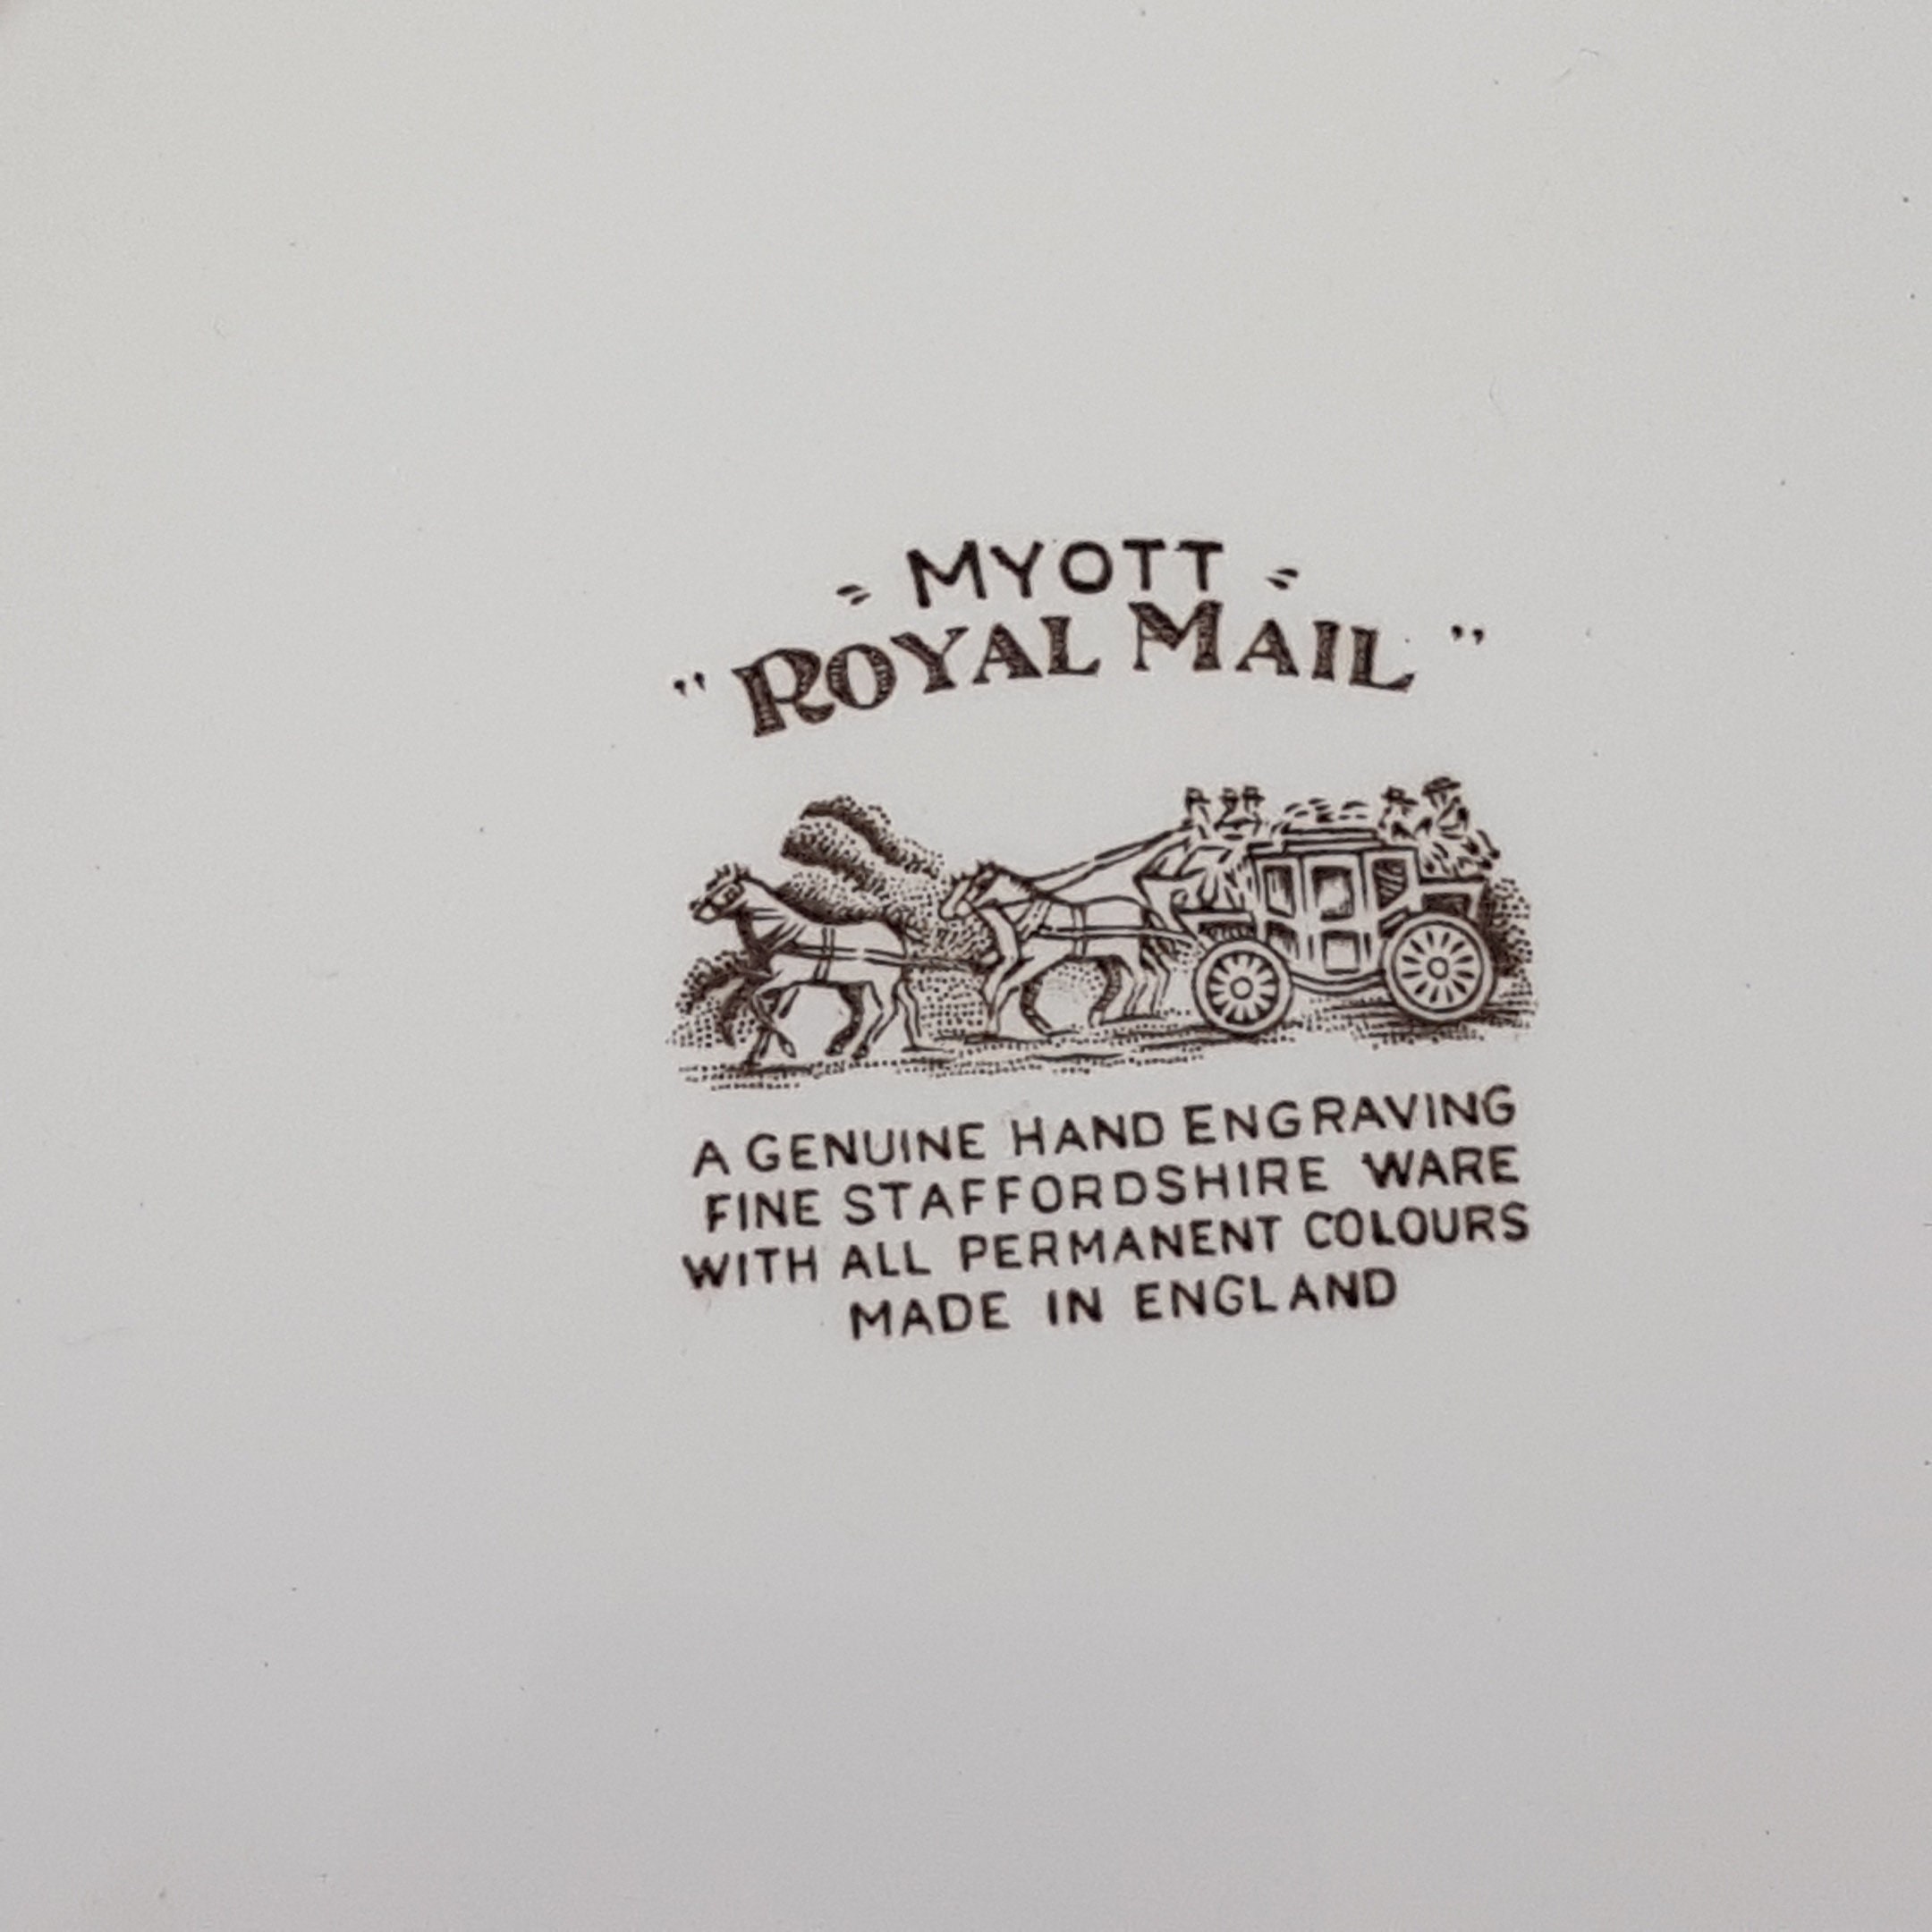 MYOTT
"ROYAL MAIL"
A GENUINE HAND ENGRAVING
FINE STAFFORDSHIRE WARE
WITH ALL PERMANENT COLOURS
MADE IN ENGLAND